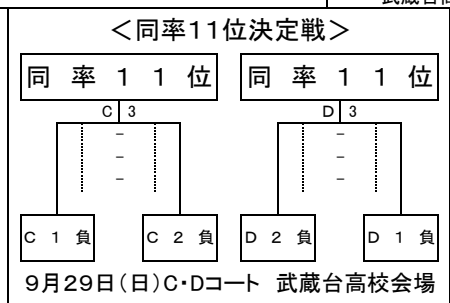 武蔵台高
<同率11位決定戦>
同率11位 同率11位
C 3 D 3
- -
- -
- -
C1負 C2負 D2負 D1負
9月29日(日)C・Dコート 武蔵台高校会場